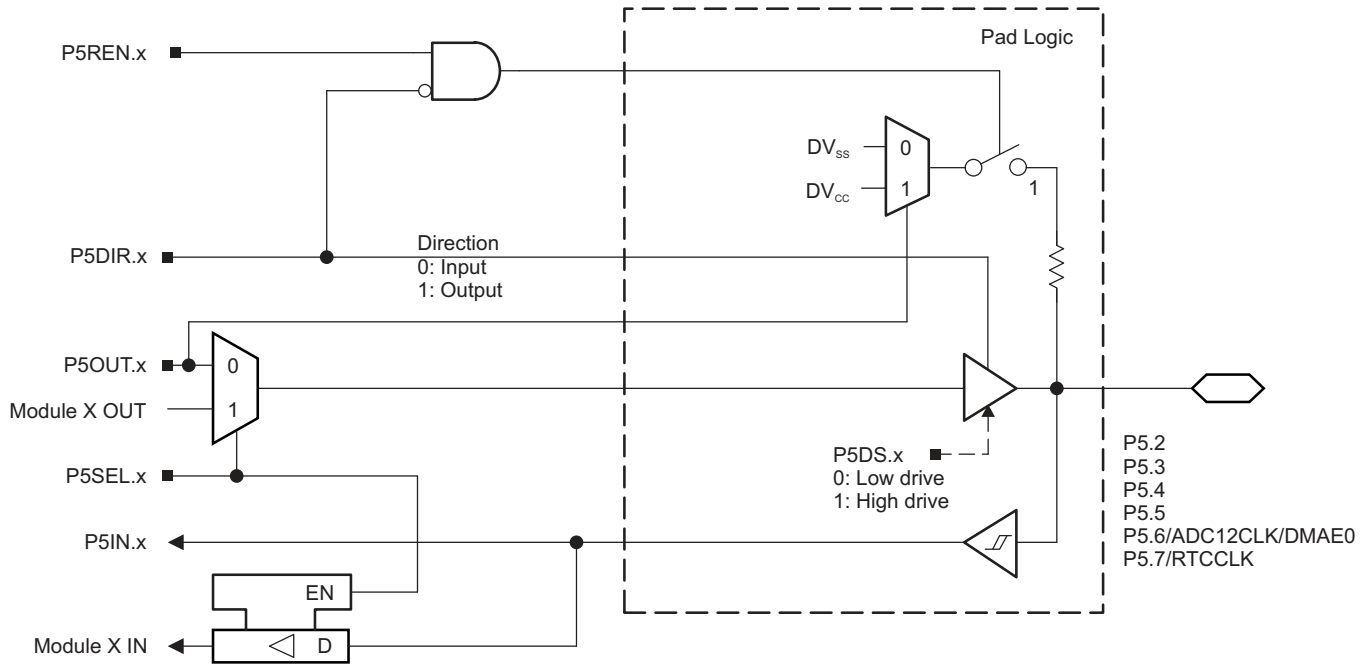 P5REN.x
Pad Logic
DVSS
0
DVCC
1
1
P5DIR.x
Direction
0: Input
1: Output
P5OUT.x
0
Module X OUT
1
P5SEL.x
P5DS.x
0: Low drive
1: High drive
P5.2
P5.3
P5.4
P5.5
P5.6/ADC12CLK/DMAE0
P5.7/RTCCLK
P5IN.x
EN
Module X IN
D